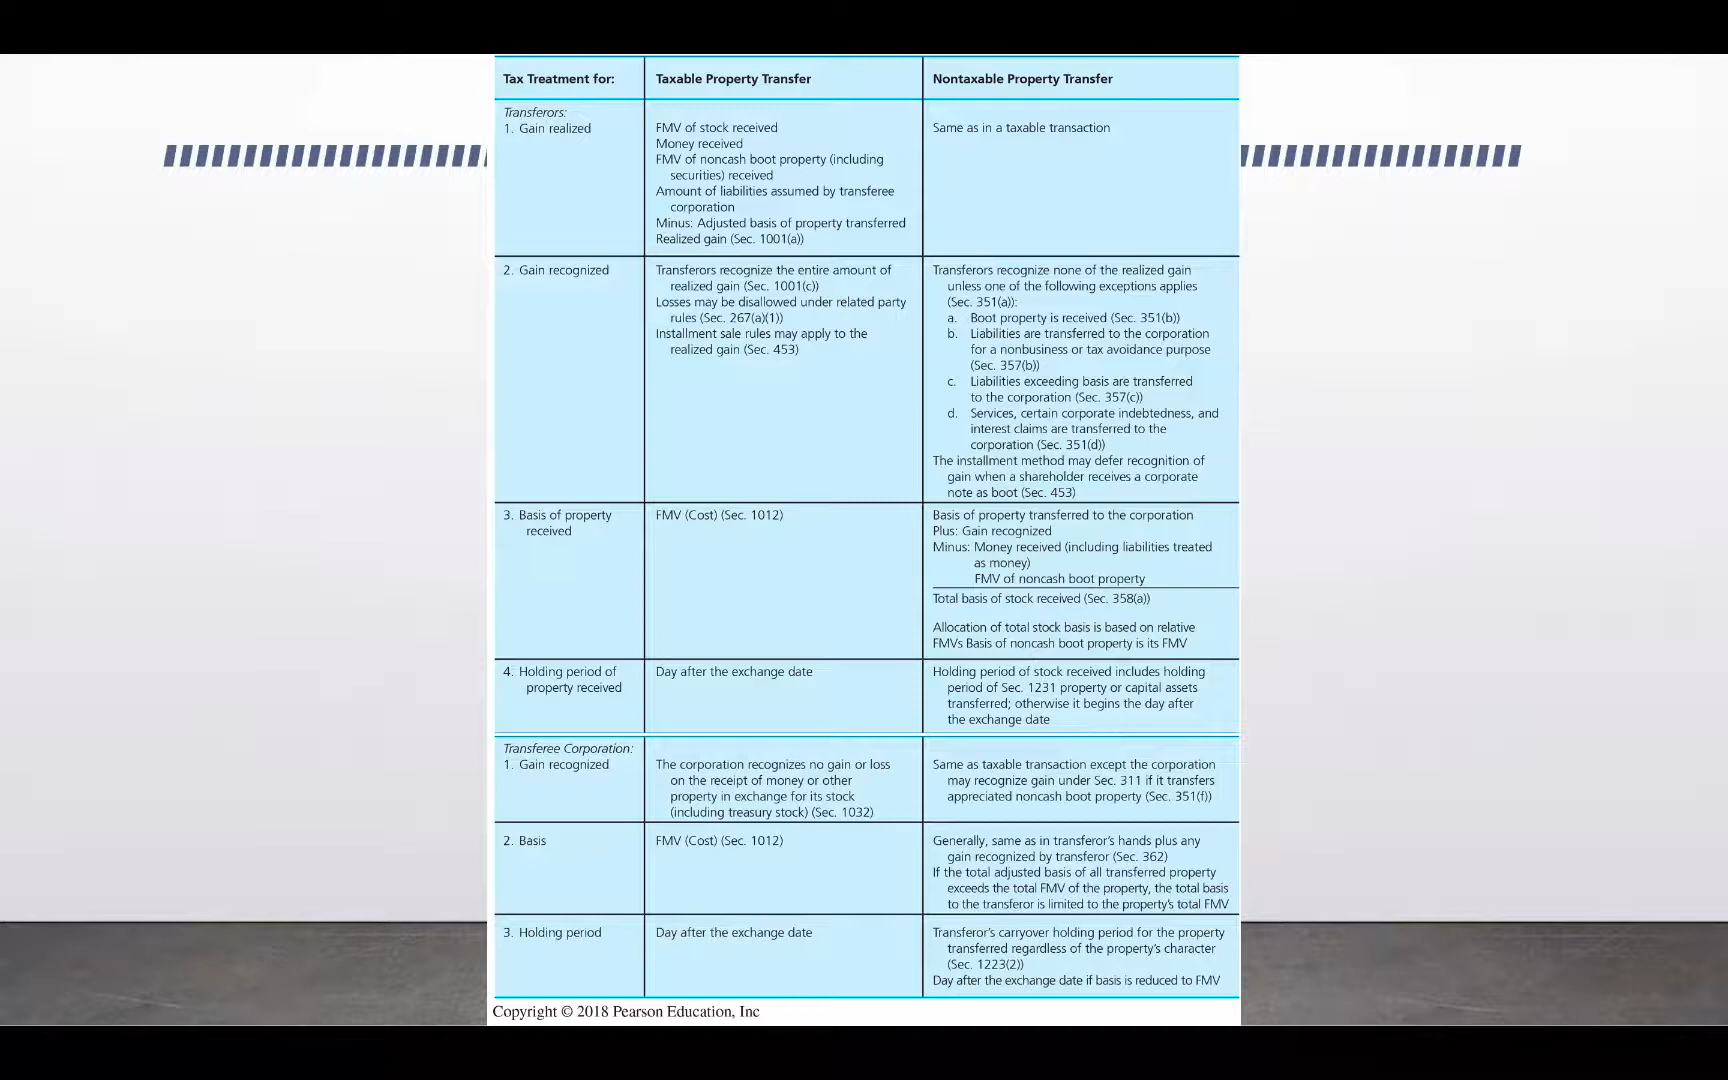 Tax Treatment for:
Taxable Property Transfer
Nontaxable Property Transfer
Transferors:
1. Gain realized
FMV of stock received
Money received
FMV of noncash boot property (including
securities) received
Amount of liabilities assumed by transferee
corporation
Minus: Adjusted basis of property transferred
Realized gain (Sec. 1001(a))
Same as in a taxable transaction
2. Gain recognized
Transferors recognize the entire amount of
realized gain (Sec. 1001(c))
Losses may be disallowed under related party
rules (Sec. 267(a)(1))
Installment sale rules may apply to the
realized gain (Sec. 453)
Transferors recognize none of the realized gain
unless one of the following exceptions applies
(Sec. 351(a)):
a. Boot property is received (Sec. 351(b))
b. Liabilities are transferred to the corporation
for a nonbusiness or tax avoidance purpose
(Sec. 357(b))
c. Liabilities exceeding basis are transferred
to the corporation (Sec. 357(c))
d. Services, certain corporate indebtedness, and
interest claims are transferred to the
corporation (Sec. 351(d))
The installment method may defer recognition of
gain when a shareholder receives a corporate
note as boot (Sec. 453)
3. Basis of property
received
FMV (Cost) (Sec. 1012)
Basis of property transferred to the corporation
Plus: Gain recognized
Minus: Money received (including liabilities treated
as money)
FMV of noncash boot property
Total basis of stock received (Sec. 358(a))
Allocation of total stock basis is based on relative
FMVs Basis of noncash boot property is its FMV
4. Holding period of
property received
Day after the exchange date
Holding period of stock received includes holding
period of Sec. 1231 property or capital assets
transferred; otherwise it begins the day after
the exchange date
Transferee Corporation:
1. Gain recognized
The corporation recognizes no gain or loss
on the receipt of money or other
property in exchange for its stock
(including treasury stock) (Sec. 1032)
Same as taxable transaction except the corporation
may recognize gain under Sec. 311 if it transfers
appreciated noncash boot property (Sec. 351(f))
2. Basis
FMV (Cost) (Sec. 1012)
Generally, same as in transferor's hands plus any
gain recognized by transferor (Sec. 362)
If the total adjusted basis of all transferred property
exceeds the total FMV of the property, the total basis
to the transferor is limited to the property's total FMV
3. Holding period
Day after the exchange date
Transferor's carryover holding period for the property
transferred regardless of the property's character
(Sec. 1223(2))
Day after the exchange date if basis is reduced to FMV
Copyright © 2018 Pearson Education, Inc